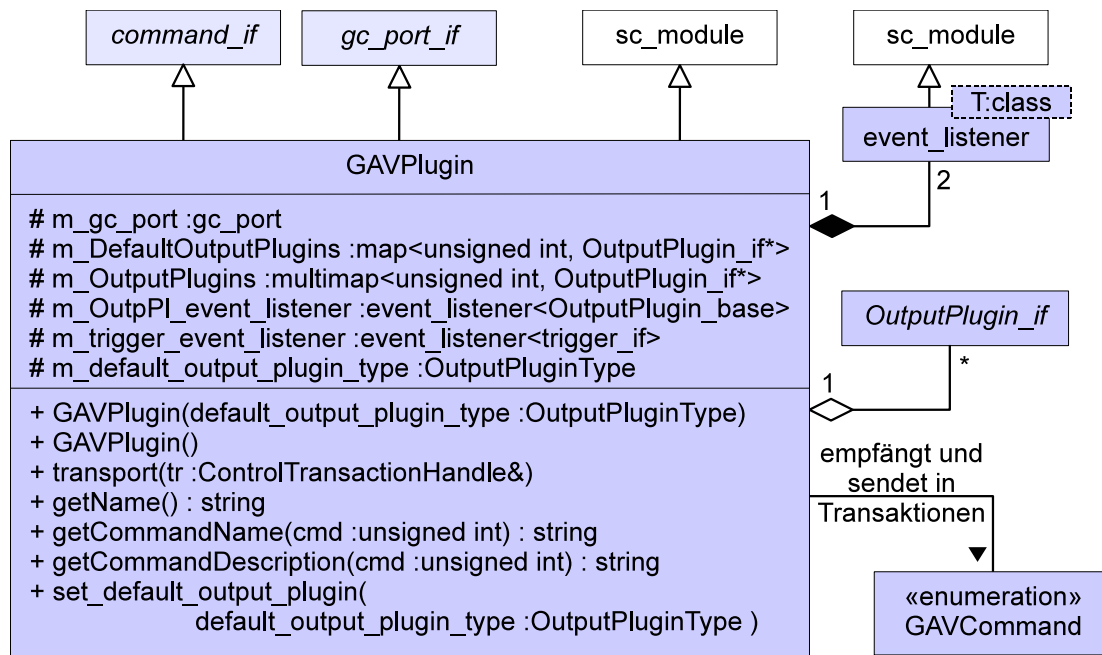 command_if
gc_port_if
sc_module
sc_module
T:class
event_listener
GAVPlugin
1
2
# m_gc_port :gc_port
# m_DefaultOutputPlugins :map<unsigned int, OutputPlugin_if*>
# m_OutputPlugins :multimap<unsigned int, OutputPlugin_if*>
# m_OutpPl_event_listener :event_listener<OutputPlugin_base>
# m_trigger_event_listener :event_listener<trigger_if>
# m_default_output_plugin_type :OutputPluginType
OutputPlugin_if
1
*
+ GAVPlugin(default_output_plugin_type :OutputPluginType)
+ GAVPlugin()
+ transport(tr :ControlTransactionHandle&)
+ getName() : string
+ getCommandName(cmd :unsigned int) : string
+ getCommandDescription(cmd :unsigned int) : string
+ set_default_output_plugin(
default_output_plugin_type :OutputPluginType )
empfängt und
sendet in
Transaktionen
«enumeration»
GAVCommand